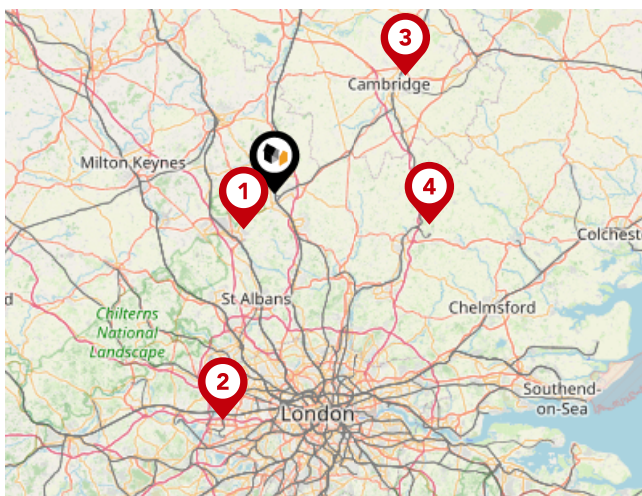 3
Cambridge
Milton Keynes
1
4
Colchest
St Albans
Chelmsford
Chilterns
National
Landscape
d
2
Southend-
on-Sea
London